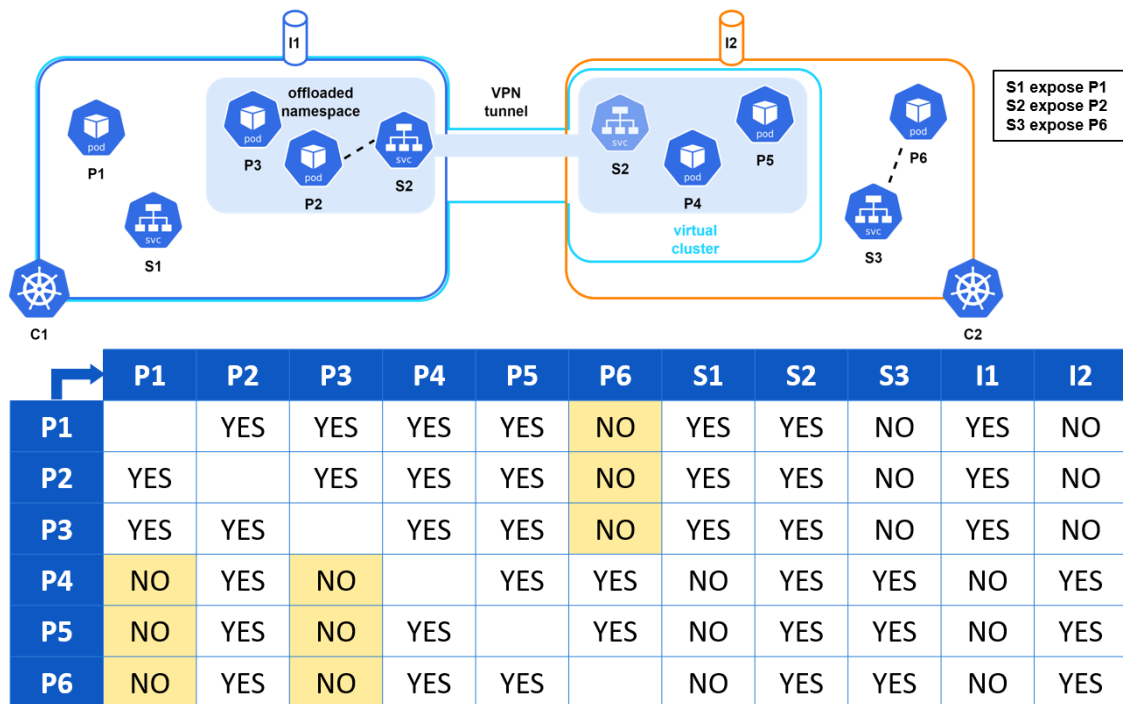 I1
I2
offloaded
namespace
VPN
tunnel
S1 expose P1
S2 expose P2
S3 expose P6
pod
P1
pod
P3
pod
P2
svc
S2
svc
S2
pod
P4
pod
P5
pod
P6
svc
S1
virtual
cluster
svc
S3
C1
C2
P1 P2 P3 P4 P5 P6 S1 S2 S3 I1 I2
P1 YES YES YES YES NO YES YES NO YES NO
P2 YES YES YES YES NO YES YES NO YES NO
P3 YES YES YES YES NO YES YES NO YES NO
P4 NO YES NO YES YES NO YES YES NO YES
P5 NO YES NO YES YES NO YES YES NO YES
P6 NO YES NO YES YES NO YES YES NO YES